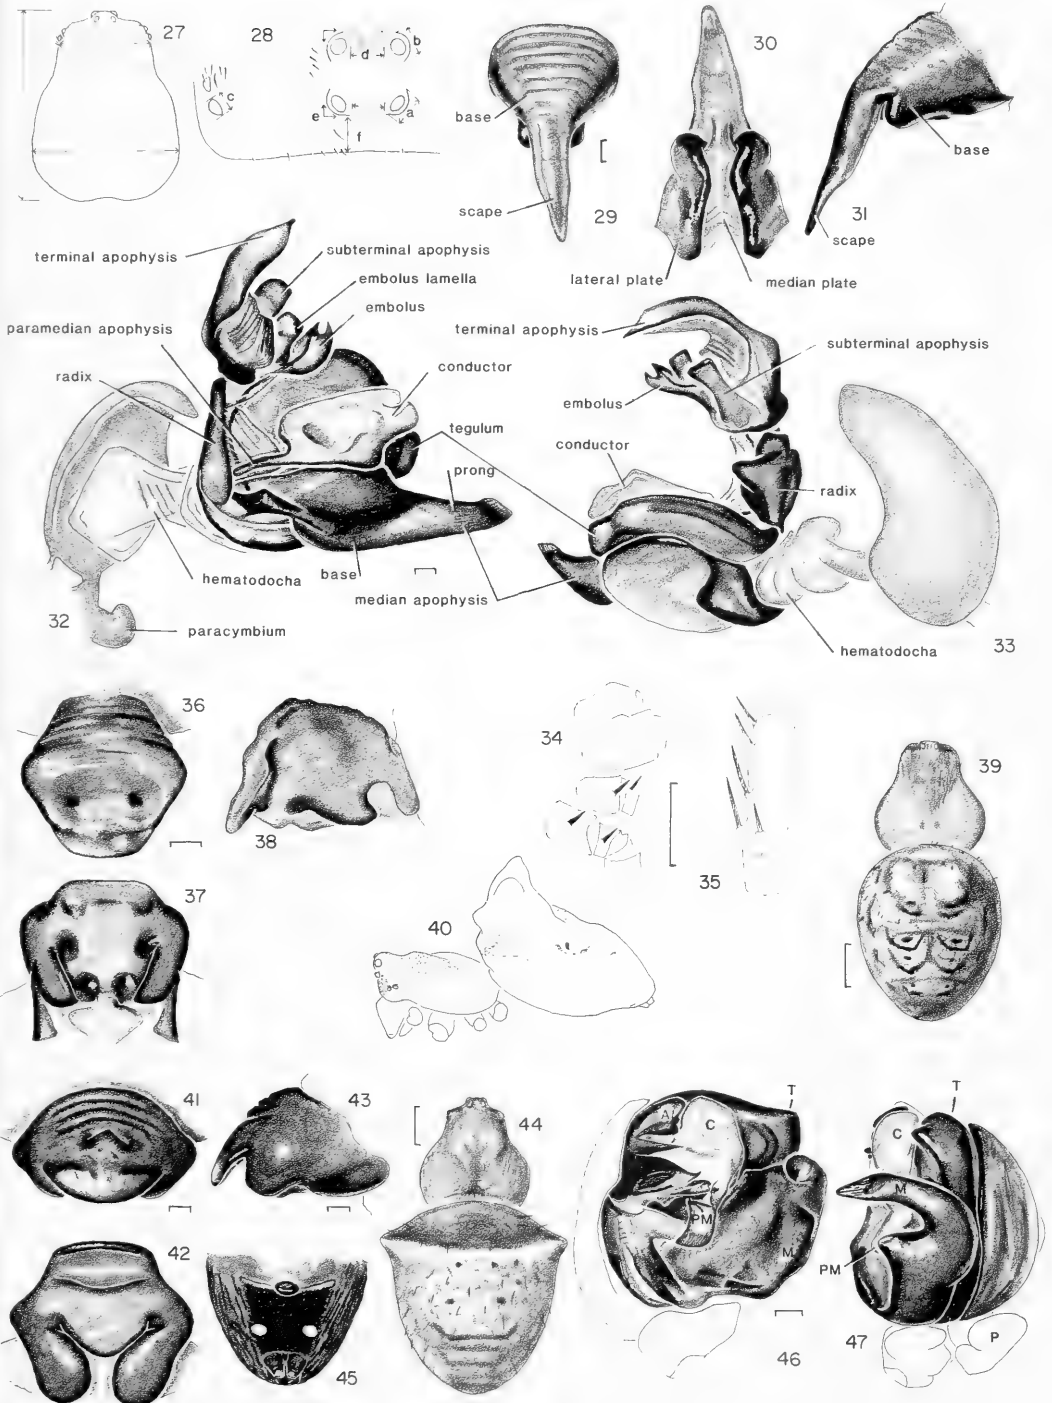 27
28
b
d
c
e
a
f
base
scape
29
30
lateral plate
median plate
base
31
scape
terminal apophysis
subterminal apophysis
embolus lamella
embolus
paramedian apophysis
radix
conductor
tegulum
prong
hematodocha
base
median apophysis
32
paracymbium
terminal apophysis
subterminal apophysis
embolus
conductor
radix
hematodocha
33
36
38
34
35
39
37
40
41
43
44
42
45
A
C
T
PM
M
46
T
C
M
PM
P
47